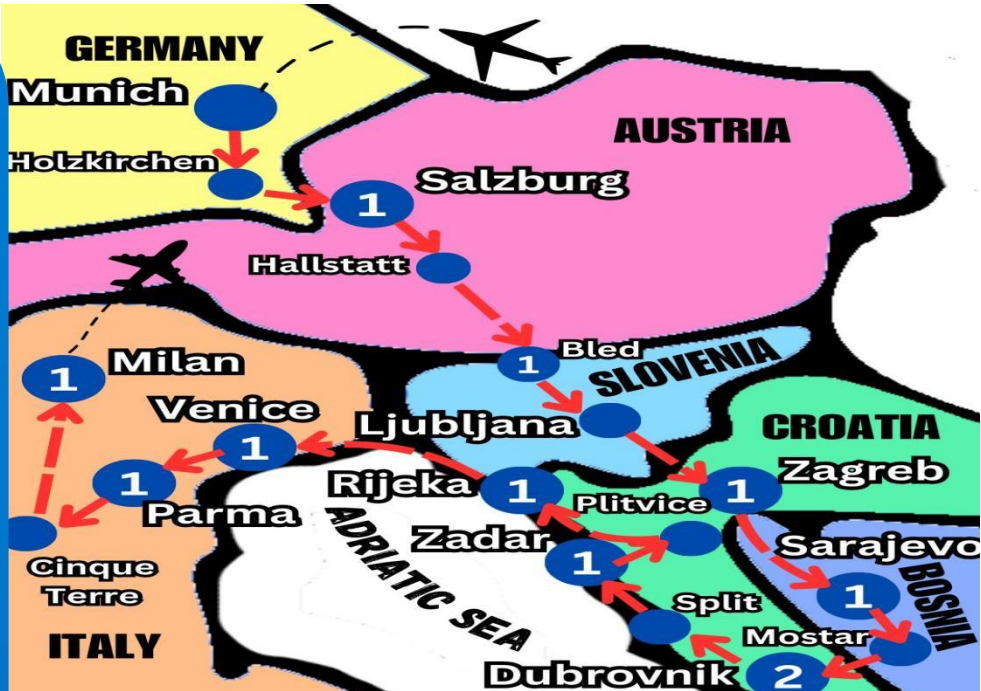 GERMANY
Munich
Holzkirchen
AUSTRIA
1
Salzburg
Hallstatt
1
Bled
SLOVENIA
1
Milan
Venice
1
Ljubljana
CROATIA
1
Parma
Rijeka
1
Plitvice
1
Zagreb
Cinque
Terre
ITALY
ADRIATIC SEA
Zadar
1
Sarajevo
1
BOSNIA
Split
Mostar
Dubrovnik
2